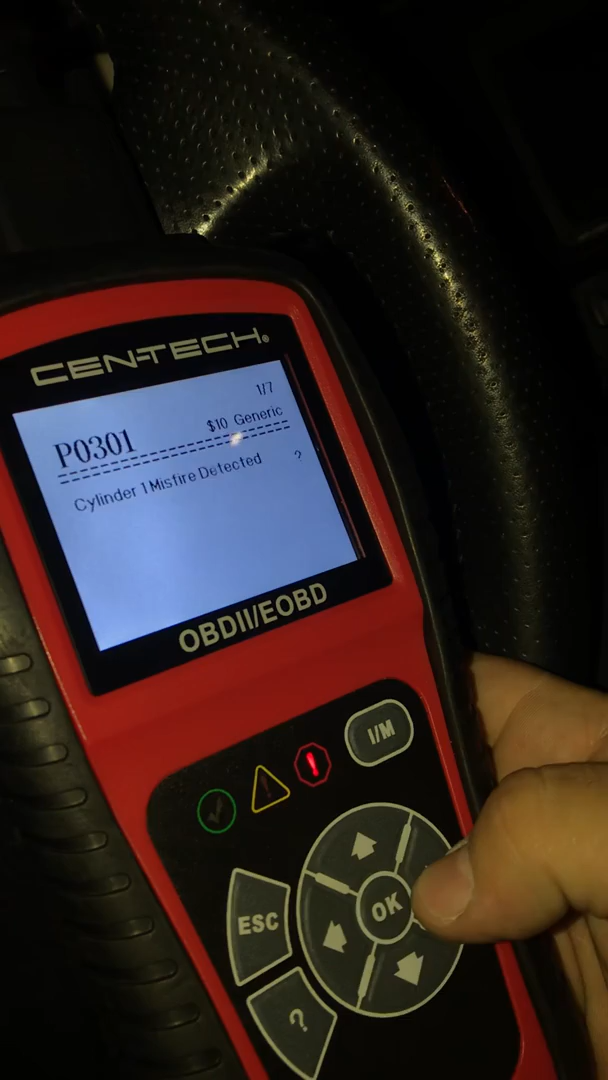 CEN-TECH®
1/7
P0301 $10 Generic
Cylinder 1 Misfire Detected ?
OBDII/EOBD
I/M
!
OK
ESC
?